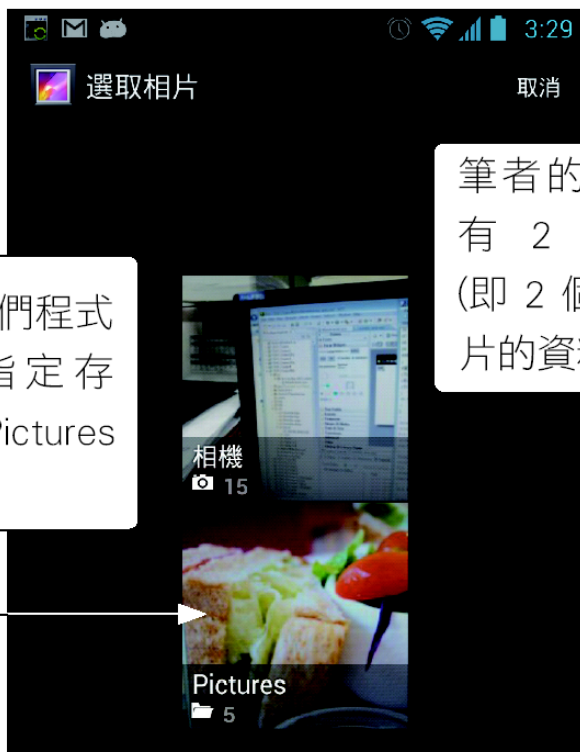 3:29
選取相片
取消
筆者的
有 2
(即 2 個
片的資
們程式
指定存
Pictures
相機
15
Pictures
5